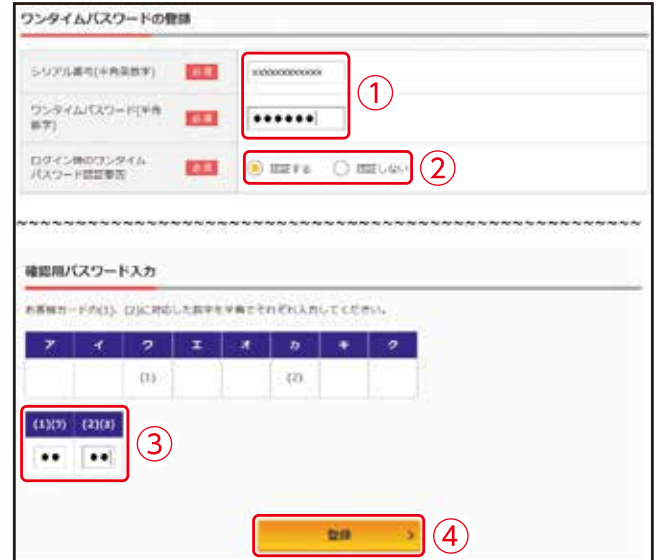 ワンタイムパスワードの登録
シリアル番号(半角英数字) 必須 xxxxxxxxxxxx
①
ワンタイムパスワード(半角
数字) 必須 ●●●●●●
ログイン時のワンタイム
パスワード認証要否 必須 認証する 認証しない ②
確認用パスワード入力
お客様カードの(1)、(2)に対応した数字を半角でそれぞれ入力してください。
ア イ ウ エ オ カ キ ク
(1) (2)
(1)(ウ) (2)(カ)
●● ●● ③
登録 > ④